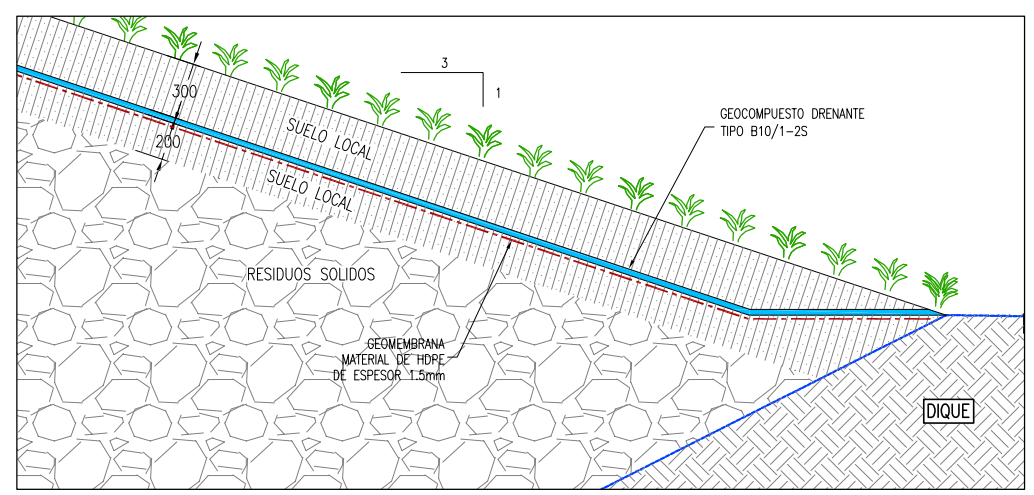 3
1
300
200
SUELO LOCAL
SUELO LOCAL
GEOCOMPUESTO DRENANTE
TIPO B10/1-2S
RESIDUOS SOLIDOS
GEOMEMBRANA
MATERIAL DE HDPE
DE ESPESOR 1.5mm
DIQUE